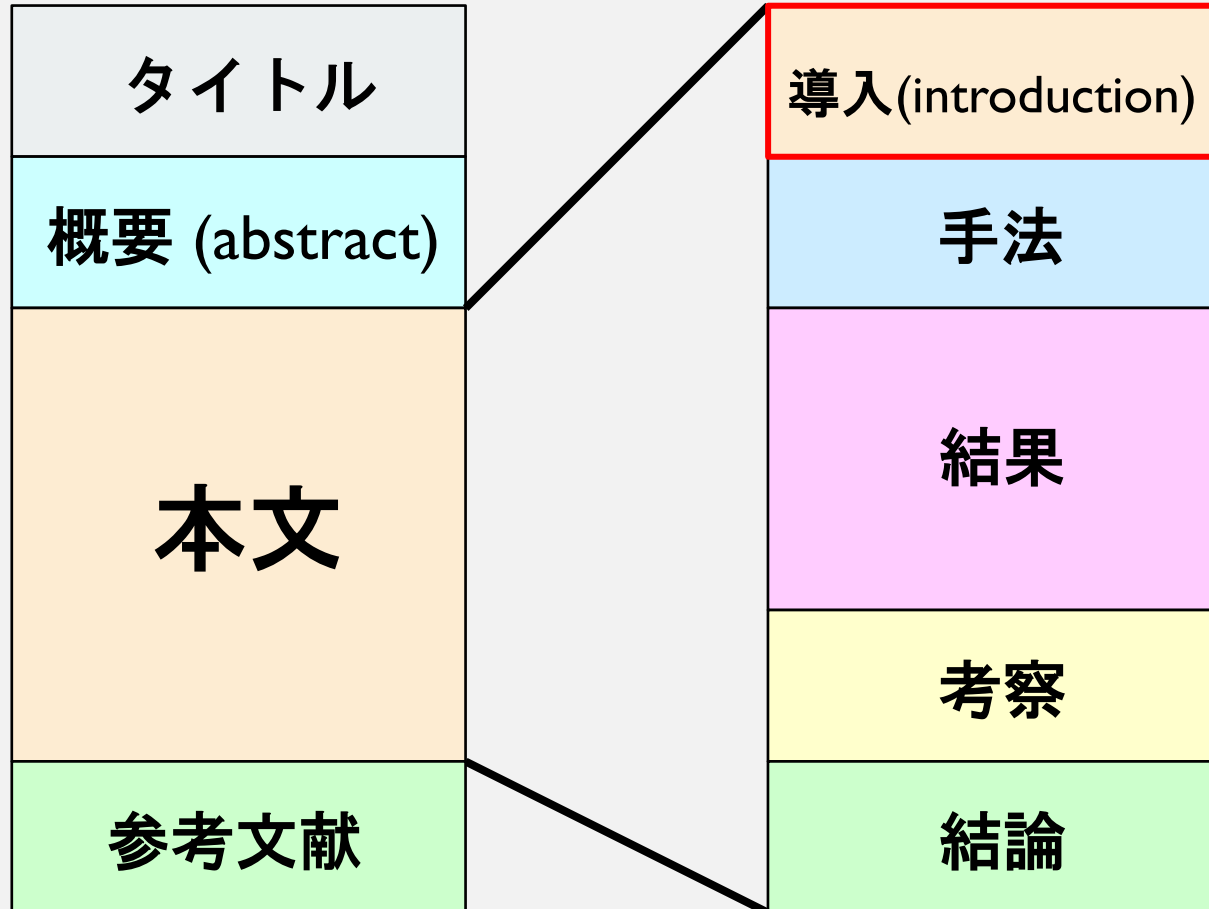 タイトル
概要 (abstract)
本文
参考文献
導入(introduction)
手法
結果
考察
結論